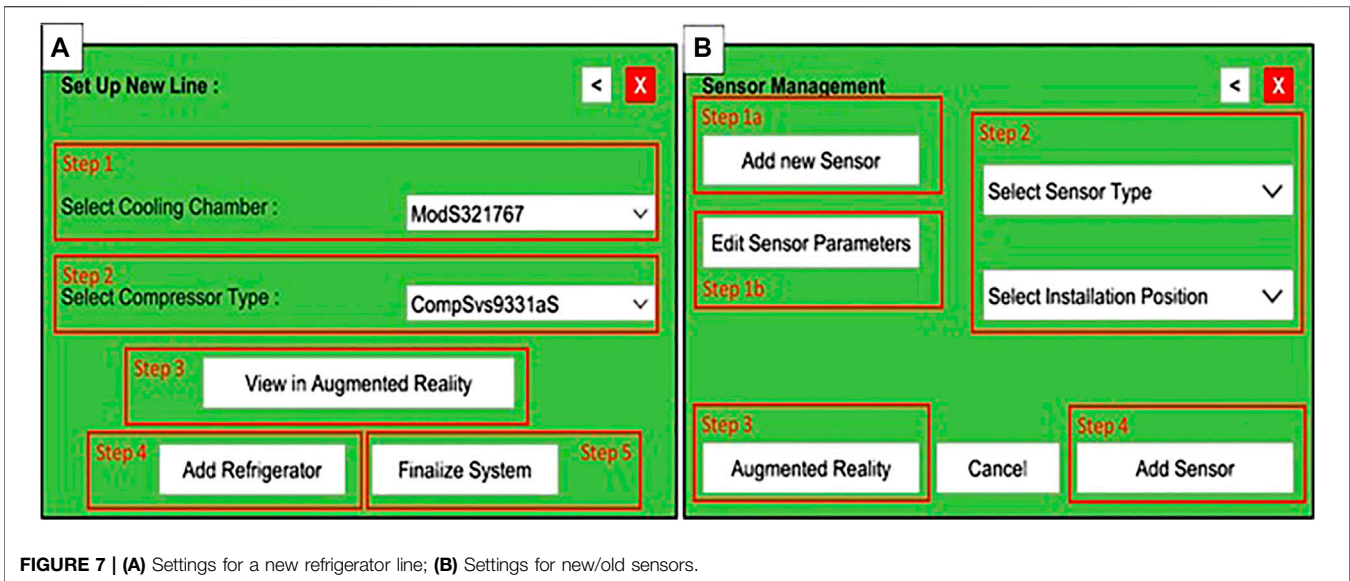 A
Set Up New Line :
< X
Step 1
Select Cooling Chamber : ModS321767
Step 2
Select Compressor Type : CompSvs9331aS
Step 3
View in Augmented Reality
Step 4
Add Refrigerator
Finalize System
Step 5
B
Sensor Management
< X
Step 1a
Add new Sensor
Edit Sensor Parameters
Step 1b
Step 2
Select Sensor Type
Select Installation Position
Step 3
Augmented Reality
Cancel
Step 4
Add Sensor
FIGURE 7 | (A) Settings for a new refrigerator line; (B) Settings for new/old sensors.